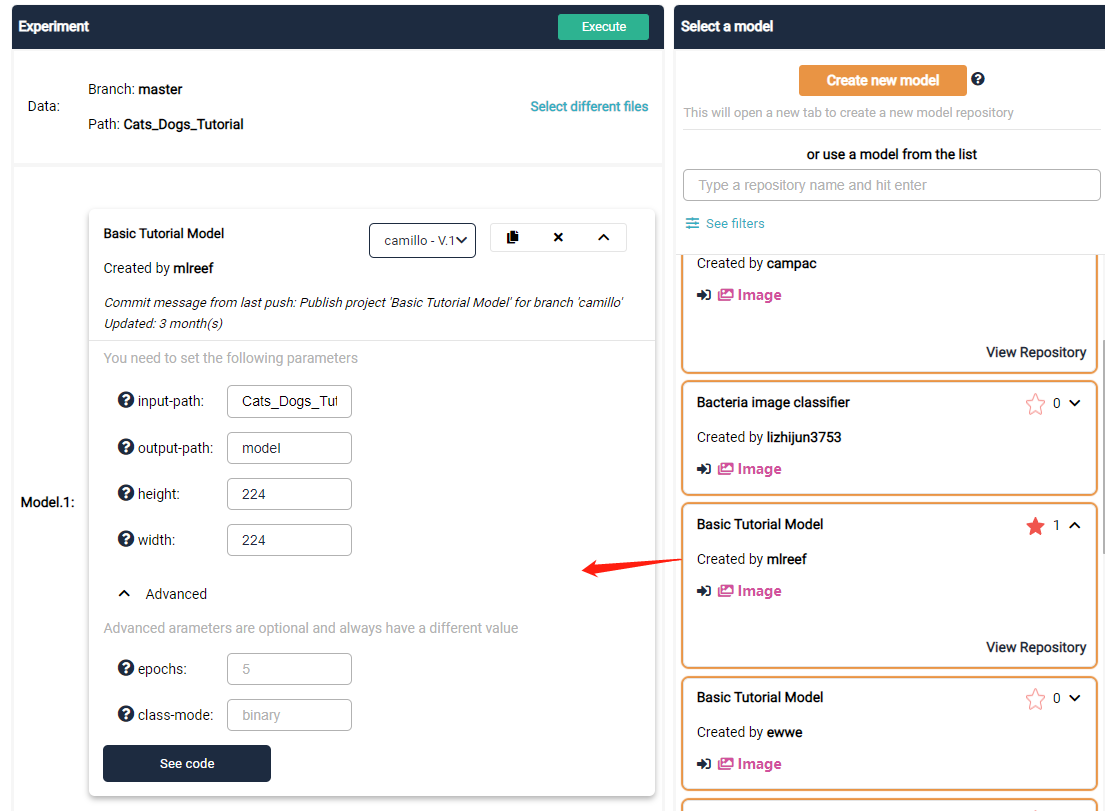 Experiment
Execute
Data:
Branch: master
Path: Cats_Dogs_Tutorial
Select different files
Model.1:
Basic Tutorial Model
camillo - V.1
Created by mlreef
Commit message from last push: Publish project 'Basic Tutorial Model' for branch 'camillo'
Updated: 3 month(s)
You need to set the following parameters
input-path:
Cats_Dogs_Tut
output-path:
model
height:
224
width:
224
Advanced
Advanced arameters are optional and always have a different value
epochs:
5
class-mode:
binary
See code
Select a model
Create new model
This will open a new tab to create a new model repository
or use a model from the list
Type a repository name and hit enter
See filters
Created by campac
Image
View Repository
Bacteria image classifier
0
Created by lizhijun3753
Image
Basic Tutorial Model
1
Created by mlreef
Image
View Repository
Basic Tutorial Model
0
Created by ewwe
Image